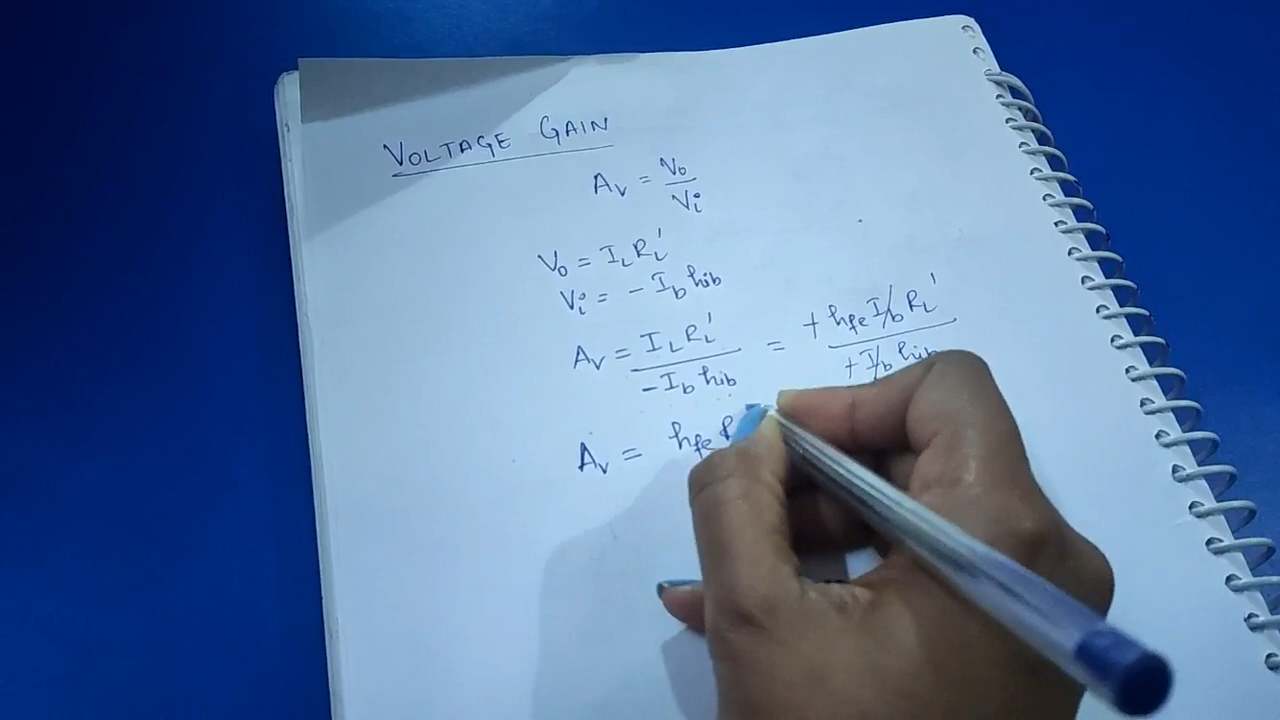 VOLTAGE GAIN
Av = Vo/Vi
Vo = IL RL'
Vi = - Ib hib
Av = IL RL' / -Ib hib = + hfe Ib RL' / + Ib hib
Av = hfe R